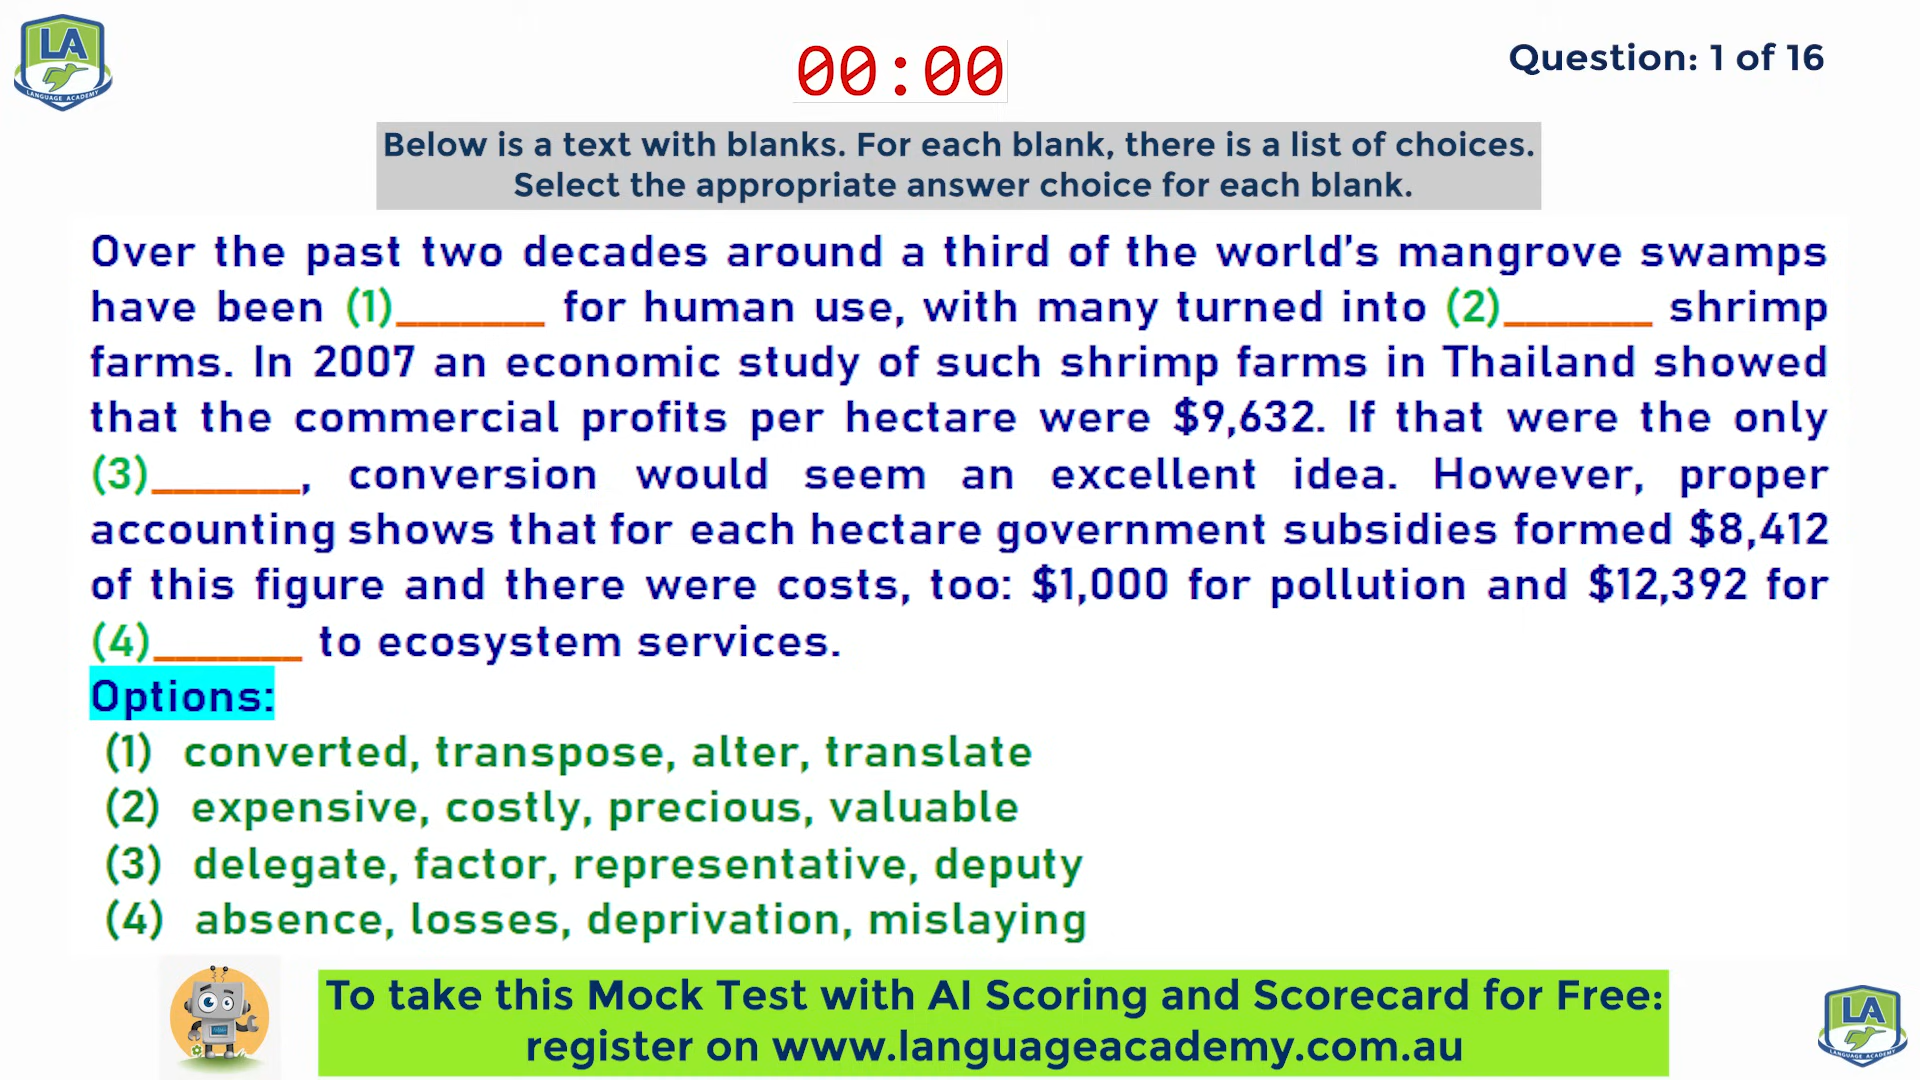 LA
LANGUAGE ACADEMY
00:00
Question: 1 of 16
Below is a text with blanks. For each blank, there is a list of choices.
Select the appropriate answer choice for each blank.
Over the past two decades around a third of the world's mangrove swamps
have been (1)_______ for human use, with many turned into (2)_______ shrimp
farms. In 2007 an economic study of such shrimp farms in Thailand showed
that the commercial profits per hectare were $9,632. If that were the only
(3)_______, conversion would seem an excellent idea. However, proper
accounting shows that for each hectare government subsidies formed $8,412
of this figure and there were costs, too: $1,000 for pollution and $12,392 for
(4)_______ to ecosystem services.
Options:
(1) converted, transpose, alter, translate
(2) expensive, costly, precious, valuable
(3) delegate, factor, representative, deputy
(4) absence, losses, deprivation, mislaying
To take this Mock Test with AI Scoring and Scorecard for Free:
register on www.languageacademy.com.au
LA
LANGUAGE ACADEMY